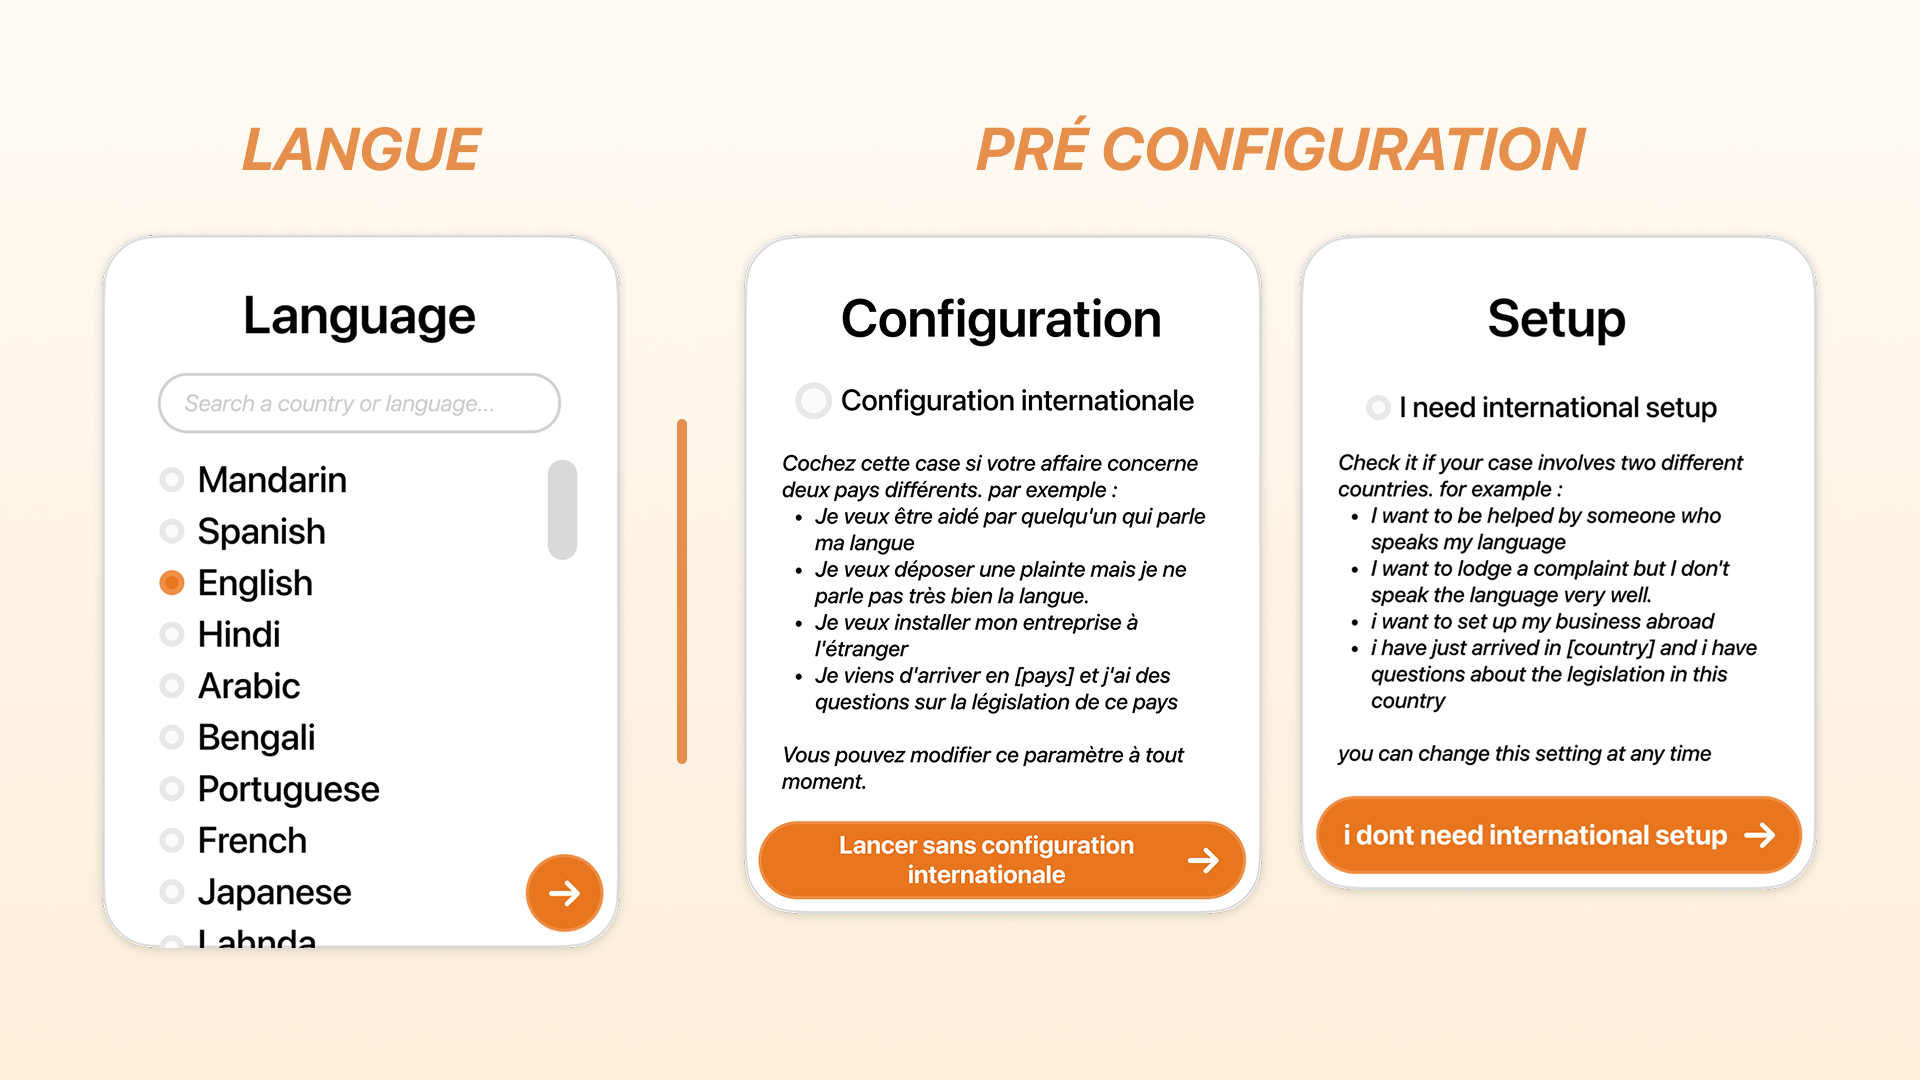 LANGUE
PRÉ CONFIGURATION
Language
Search a country or language...
Mandarin
Spanish
English
Hindi
Arabic
Bengali
Portuguese
French
Japanese
Lahnda
Configuration
Configuration internationale
Cochez cette case si votre affaire concerne
deux pays différents. par exemple :
• Je veux être aidé par quelqu'un qui parle
ma langue
• Je veux déposer une plainte mais je ne
parle pas très bien la langue.
• Je veux installer mon entreprise à
l'étranger
• Je viens d'arriver en [pays] et j'ai des
questions sur la législation de ce pays
Vous pouvez modifier ce paramètre à tout
moment.
Lancer sans configuration
internationale
Setup
I need international setup
Check it if your case involves two different
countries. for example :
• I want to be helped by someone who
speaks my language
• I want to lodge a complaint but I don't
speak the language very well.
• i want to set up my business abroad
• i have just arrived in [country] and i have
questions about the legislation in this
country
you can change this setting at any time
i dont need international setup